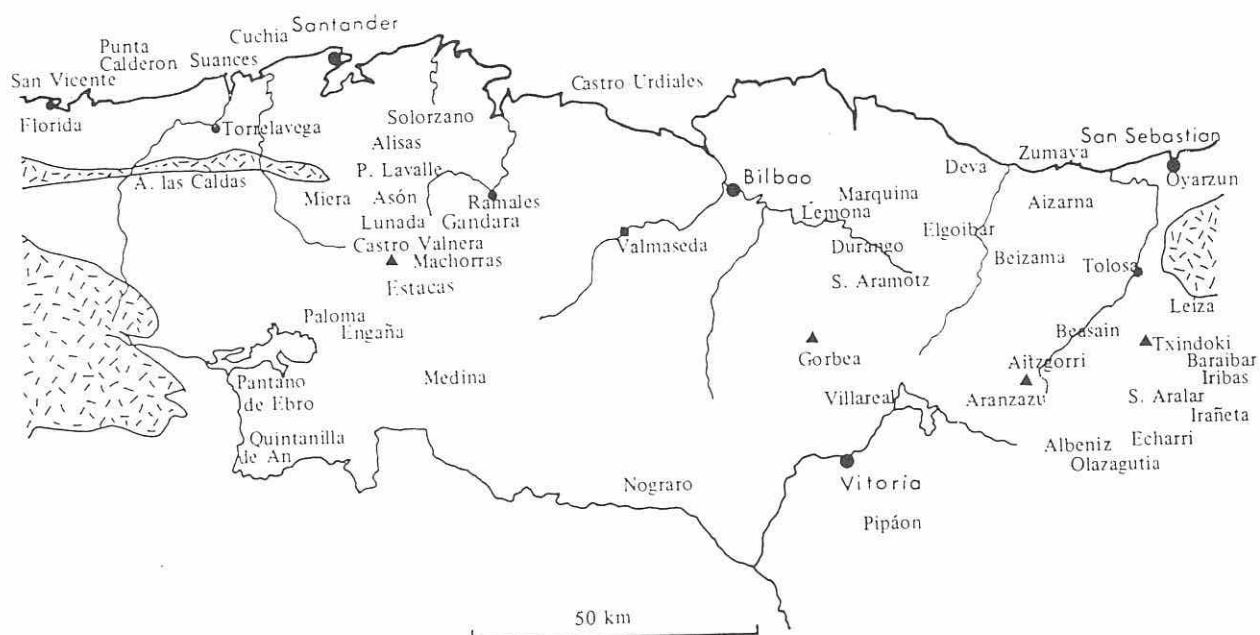 Santander
Cuchia
Punta
Calderon
Suances
San Vicente
Castro Urdiales
Florida
Torrelavega
Solorzano
Alisas
San Sebastian
Zumaya
Deva
Oyarzun
P. Lavalle
A. las Caldas
Miera
Asón
Ramales
Bilbao
Marquina
Aizarna
Lunada
Gandara
Lemona
Elgoibar
Castro Valnera
Valmaseda
Durango
Beizama
Machorras
Tolosa
Estacas
S. Aramotz
Leiza
Paloma
Engaña
Beasain
Txindoki
Gorbea
Aitzgorri
Baraibar
Iribas
Pantano
de Ebro
Medina
Villareal
Aranzazu
S. Aralar
Irañeta
Quintanilla
de An
Albeniz
Echarri
Olazagutia
Nograro
Vitoria
Pipáon
50 km